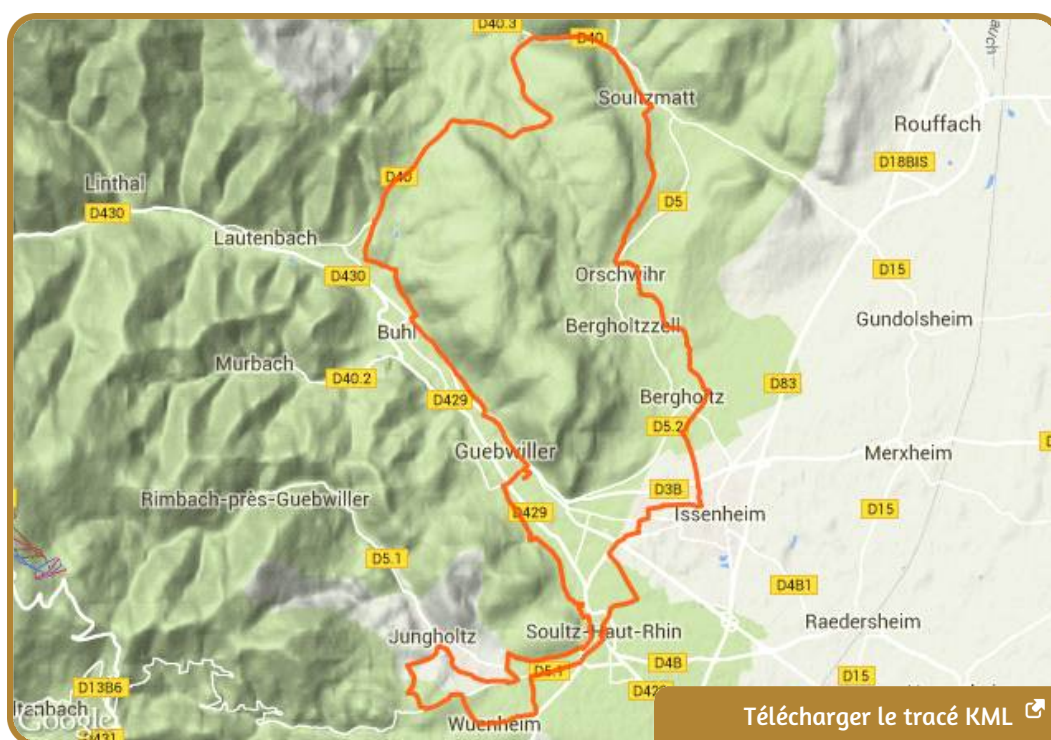 D40.3
D40
Soultzmatt
Rouffach
D18BIS
D40
Linthal
D430
D5
Lautenbach
D430
Orschwihr
D15
Buhl
Bergholtzzell
Gundolsheim
Murbach
D40.2
D83
D429
Bergholtz
D5.2
Guebwiller
Merxheim
D3B
Rimbach-près-Guebwiller
D429
Issenheim
D15
D5.1
D4B1
Raedersheim
Jungholtz
Soultz-Haut-Rhin
D5.1
D4B
D15
D13B6
Wuenheim
Google
D431
Télécharger le tracé KML